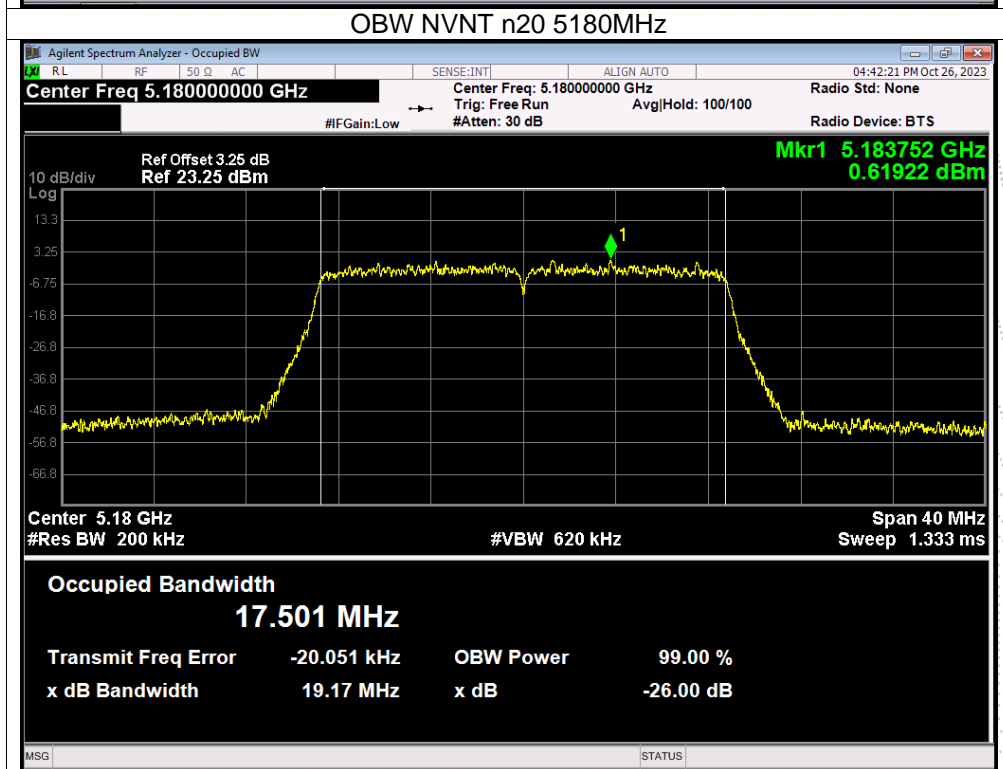 OBW NVNT n20 5180MHz
Agilent Spectrum Analyzer - Occupied BW
LXI RL RF 50 Ω AC SENSE:INT ALIGN AUTO 04:42:21 PM Oct 26, 2023
Center Freq 5.180000000 GHz Center Freq: 5.180000000 GHz Radio Std: None
Trig: Free Run Avg|Hold: 100/100
#IFGain:Low #Atten: 30 dB Radio Device: BTS
Mkr1 5.183752 GHz
0.61922 dBm
Ref Offset 3.25 dB
10 dB/div Ref 23.25 dBm
Log
13.3
1
3.25
-6.75
-16.8
-26.8
-36.8
-46.8
-56.8
-66.8
Center 5.18 GHz Span 40 MHz
#Res BW 200 kHz #VBW 620 kHz Sweep 1.333 ms
Occupied Bandwidth
17.501 MHz
Transmit Freq Error -20.051 kHz OBW Power 99.00 %
x dB Bandwidth 19.17 MHz x dB -26.00 dB
MSG STATUS